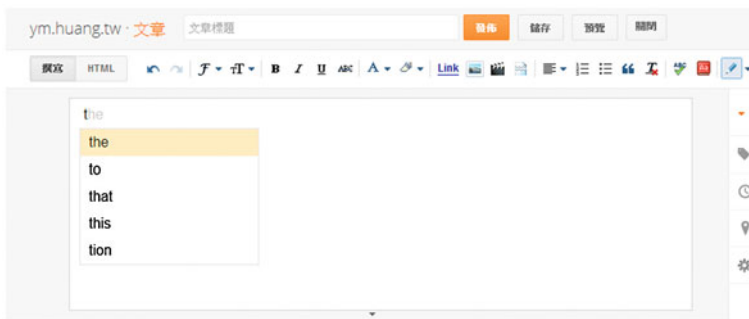 ym.huang.tw · 文章 文章標題 發佈 儲存 預覽 關閉
撰寫 HTML B I U ABC A Link
the
the
to
that
this
tion